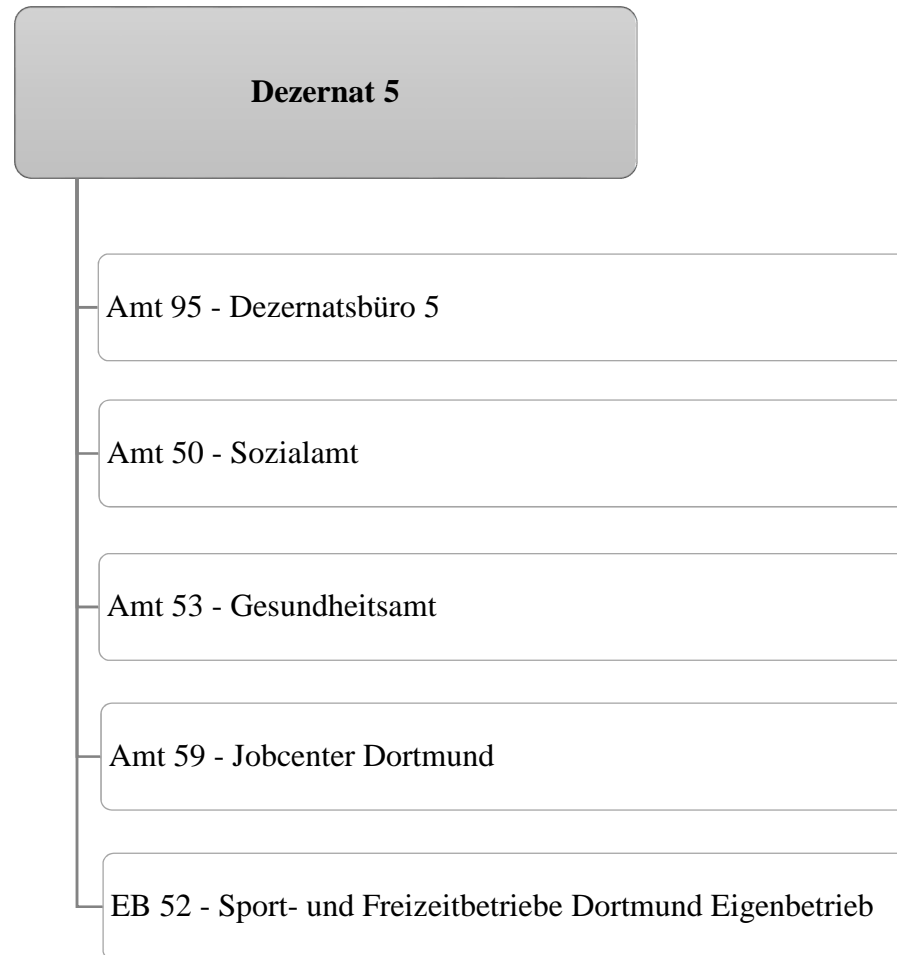 Dezernat 5
Amt 95 - Dezernatsbüro 5
Amt 50 - Sozialamt
Amt 53 - Gesundheitsamt
Amt 59 - Jobcenter Dortmund
EB 52 - Sport- und Freizeitbetriebe Dortmund Eigenbetrieb